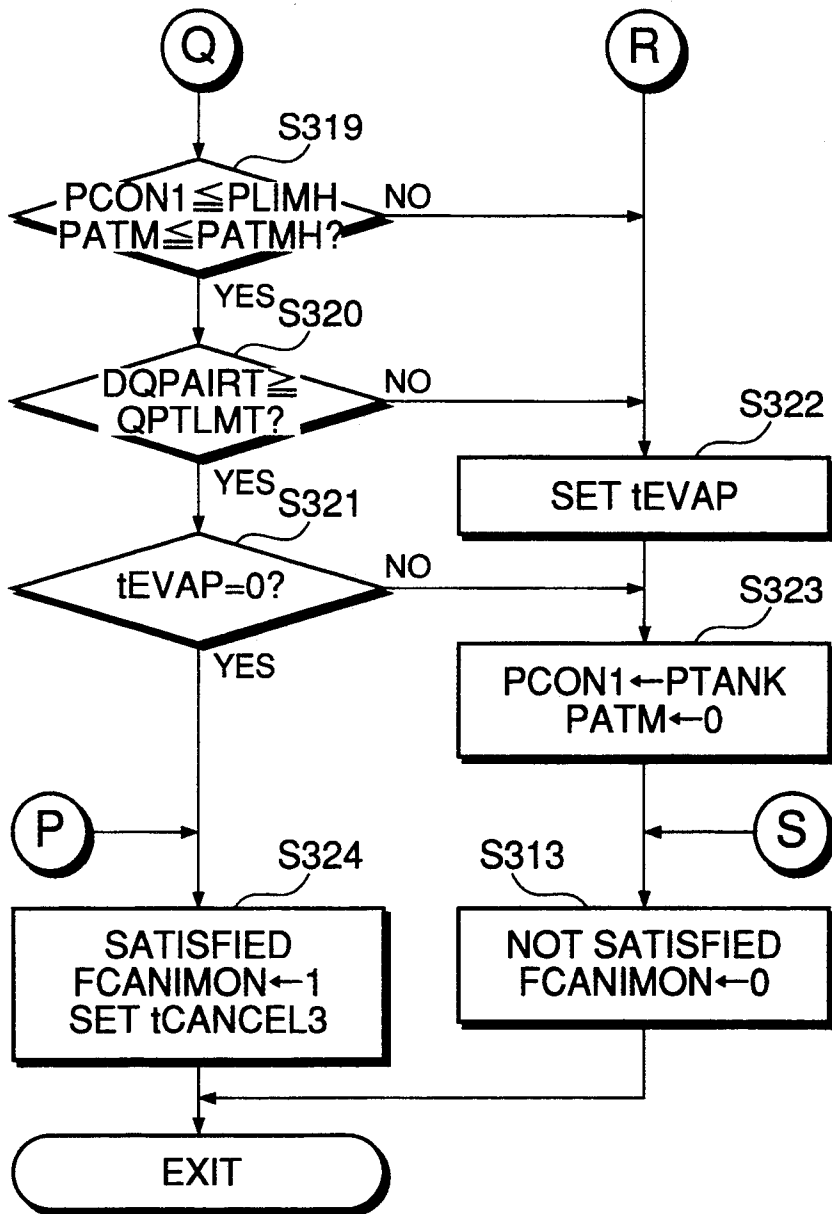 Q
R
S319
PCON1≦PLIMH
PATM≦PATMH?
NO
YES
S320
DQPAIRT≧
QPTLMT?
NO
S322
SET tEVAP
YES
S321
tEVAP=0?
NO
S323
YES
PCON1←PTANK
PATM←0
P
S
S324
S313
SATISFIED
FCANIMON←1
SET tCANCEL3
NOT SATISFIED
FCANIMON←0
EXIT